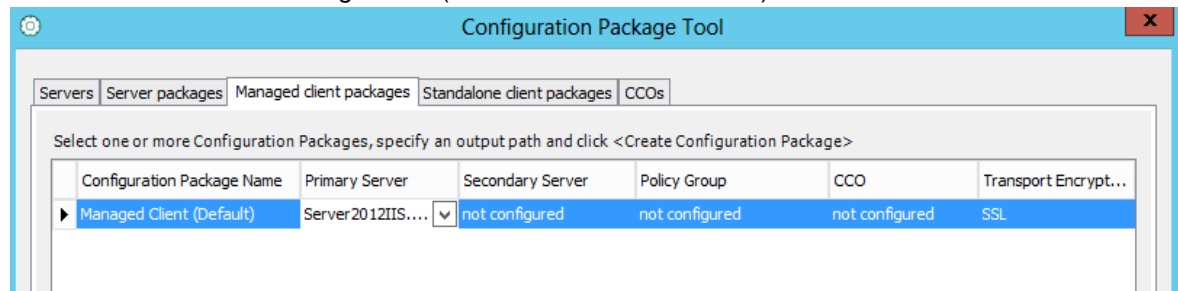 Configuration Package Tool
x
Servers Server packages Managed client packages Standalone client packages CCOs
Select one or more Configuration Packages, specify an output path and click <Create Configuration Package>
Configuration Package Name Primary Server Secondary Server Policy Group CCO Transport Encrypt...
Managed Client (Default) Server2012IIS.... not configured not configured not configured SSL